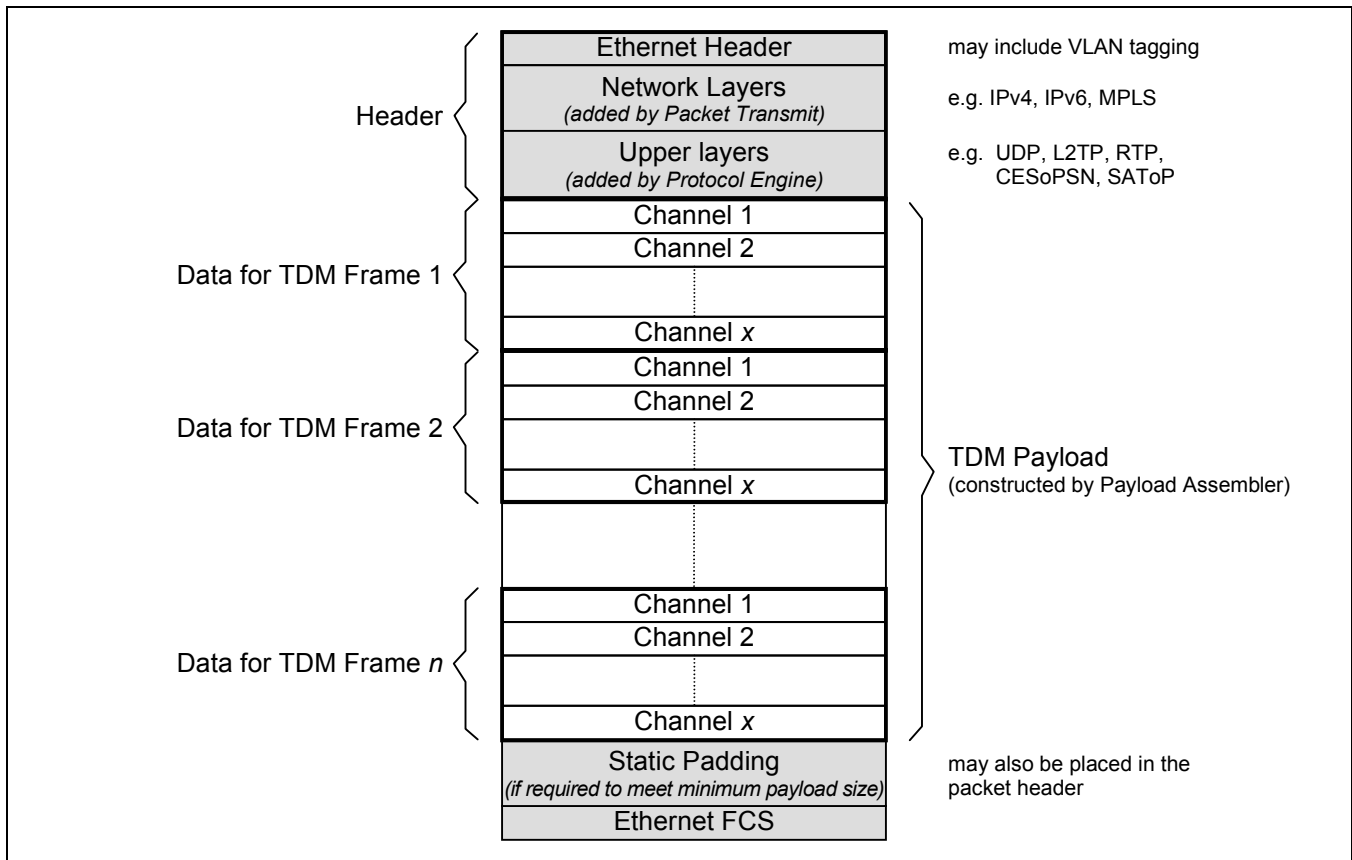 Ethernet Header
may include VLAN tagging
Network Layers
(added by Packet Transmit)
e.g. IPv4, IPv6, MPLS
Header
Upper layers
(added by Protocol Engine)
e.g. UDP, L2TP, RTP,
CESoPSN, SAToP
Channel 1
Channel 2
Data for TDM Frame 1
Channel x
Channel 1
Channel 2
Data for TDM Frame 2
Channel x
TDM Payload
(constructed by Payload Assembler)
Channel 1
Channel 2
Data for TDM Frame n
Channel x
Static Padding
(if required to meet minimum payload size)
may also be placed in the
packet header
Ethernet FCS